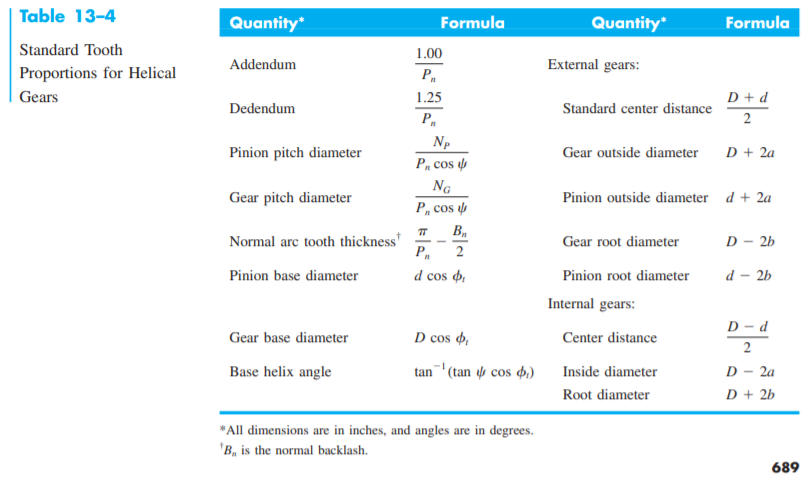 Table 13–4
Standard Tooth
Proportions for Helical
Gears
Quantity* Formula Quantity* Formula
Addendum 1.00/Pₙ External gears:
Dedendum 1.25/Pₙ Standard center distance (D + d)/2
Pinion pitch diameter N_P/(Pₙ cos ψ) Gear outside diameter D + 2a
Gear pitch diameter N_G/(Pₙ cos ψ) Pinion outside diameter d + 2a
Normal arc tooth thickness† π/Pₙ − Bₙ/2 Gear root diameter D − 2b
Pinion base diameter d cos ϕₜ Pinion root diameter d − 2b
Internal gears:
Gear base diameter D cos ϕₜ Center distance (D − d)/2
Base helix angle tan⁻¹(tan ψ cos ϕₜ) Inside diameter D − 2a
Root diameter D + 2b
*All dimensions are in inches, and angles are in degrees.
†Bₙ is the normal backlash.
689